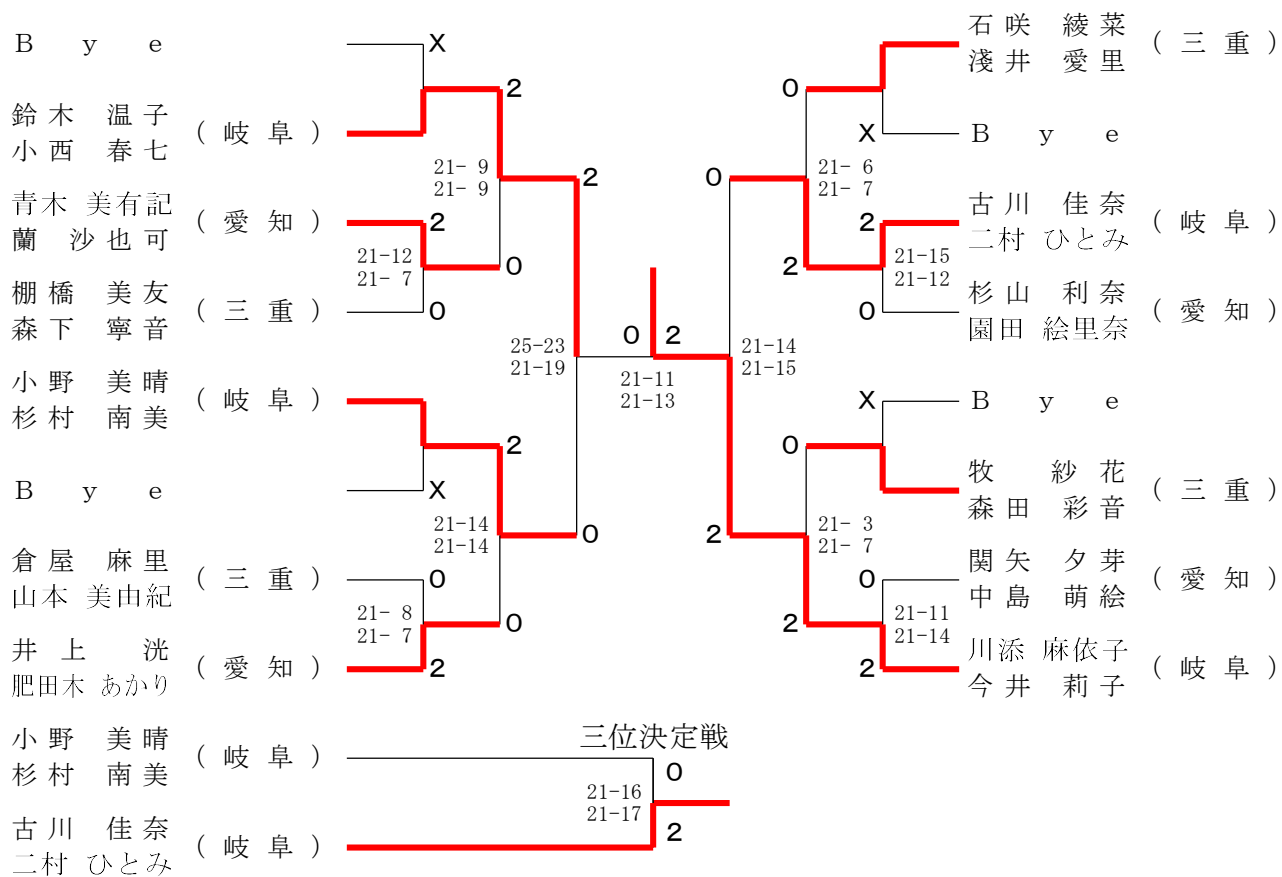 B y e
X
鈴木 温子
小西 春七
(岐阜)
2
21- 9
21- 9
青木 美有記
蘭 沙也可
(愛知)
2
21-12
21- 7
0
棚橋 美友
森下 寧音
(三重)
0
2
25-23
21-19
小野 美晴
杉村 南美
(岐阜)
2
B y e
X
21-14
21-14
0
倉屋 麻里
山本 美由紀
(三重)
0
21- 8
21- 7
0
井上 洸
肥田木 あかり
(愛知)
2
0 2
21-11
21-13
石咲 綾菜
淺井 愛里
(三重)
0
X
B y e
21- 6
21- 7
0
古川 佳奈
二村 ひとみ
(岐阜)
2
21-15
21-12
2
杉山 利奈
園田 絵里奈
(愛知)
0
21-14
21-15
X
B y e
0
牧 紗花
森田 彩音
(三重)
21- 3
21- 7
2
関矢 夕芽
中島 萌絵
(愛知)
0
21-11
21-14
2
川添 麻依子
今井 莉子
(岐阜)
2
三位決定戦
小野 美晴
杉村 南美
(岐阜)
0
21-16
21-17
古川 佳奈
二村 ひとみ
(岐阜)
2